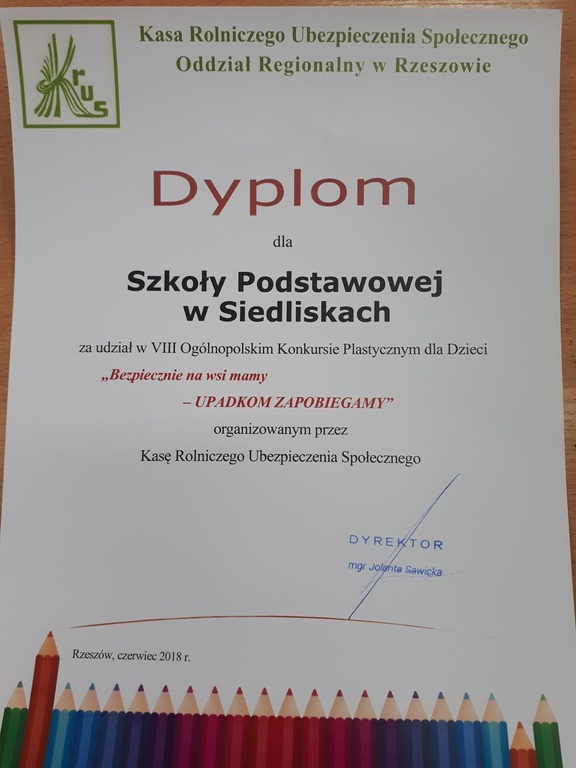 Krus
Kasa Rolniczego Ubezpieczenia Społecznego
Oddział Regionalny w Rzeszowie
Dyplom
dla
Szkoły Podstawowej
w Siedliskach
za udział w VIII Ogólnopolskim Konkursie Plastycznym dla Dzieci
„Bezpiecznie na wsi mamy
– UPADKOM ZAPOBIEGAMY”
organizowanym przez
Kasę Rolniczego Ubezpieczenia Społecznego
DYREKTOR
mgr Jolanta Sawicka
Rzeszów, czerwiec 2018 r.